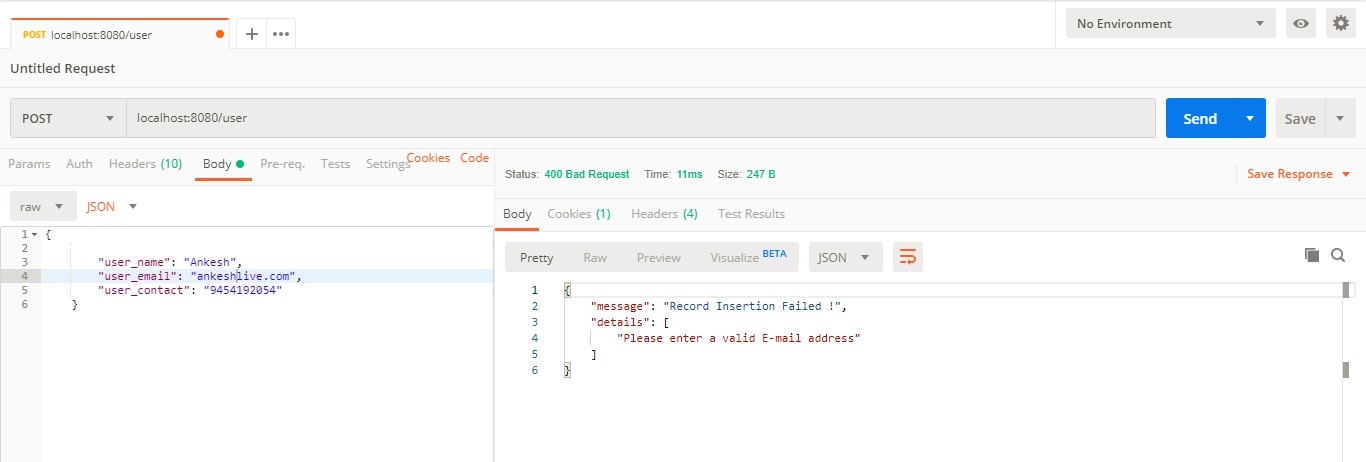 POST localhost:8080/user
No Environment
Untitled Request
POST localhost:8080/user Send Save
Params Auth Headers (10) Body Pre-req. Tests Settings Cookies Code
Status: 400 Bad Request Time: 11ms Size: 247 B Save Response
raw JSON
Body Cookies (1) Headers (4) Test Results
Pretty Raw Preview Visualize BETA JSON
1 {
2
3 "user_name": "Ankesh",
4 "user_email": "ankeshlive.com",
5 "user_contact": "9454192054"
6 }
1 {
2 "message": "Record Insertion Failed !",
3 "details": [
4 "Please enter a valid E-mail address"
5 ]
6 }